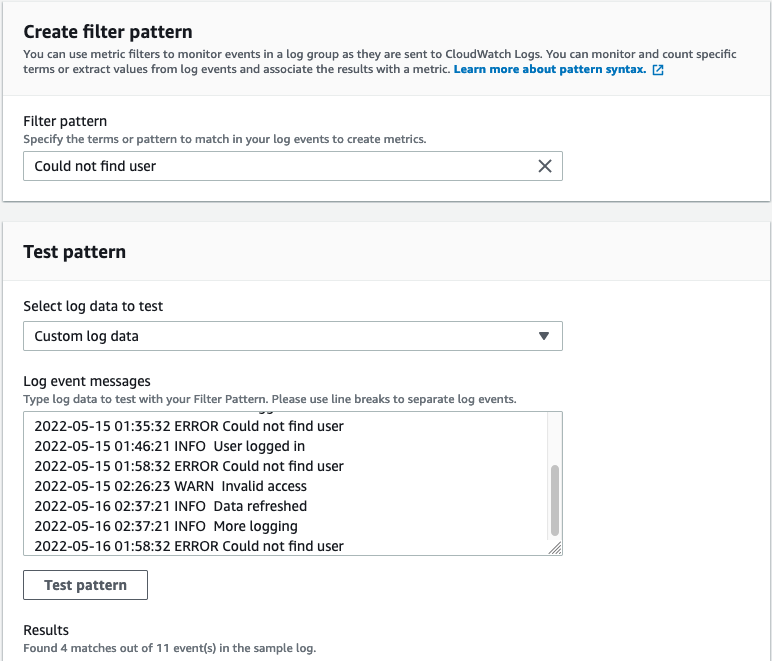 Create filter pattern
You can use metric filters to monitor events in a log group as they are sent to CloudWatch Logs. You can monitor and count specific
terms or extract values from log events and associate the results with a metric. Learn more about pattern syntax.
Filter pattern
Specify the terms or pattern to match in your log events to create metrics.
Could not find user
Test pattern
Select log data to test
Custom log data
Log event messages
Type log data to test with your Filter Pattern. Please use line breaks to separate log events.
2022-05-15 01:35:32 ERROR Could not find user
2022-05-15 01:46:21 INFO  User logged in
2022-05-15 01:58:32 ERROR Could not find user
2022-05-15 02:26:23 WARN  Invalid access
2022-05-16 02:37:21 INFO  Data refreshed
2022-05-16 02:37:21 INFO  More logging
2022-05-16 01:58:32 ERROR Could not find user
Test pattern
Results
Found 4 matches out of 11 event(s) in the sample log.